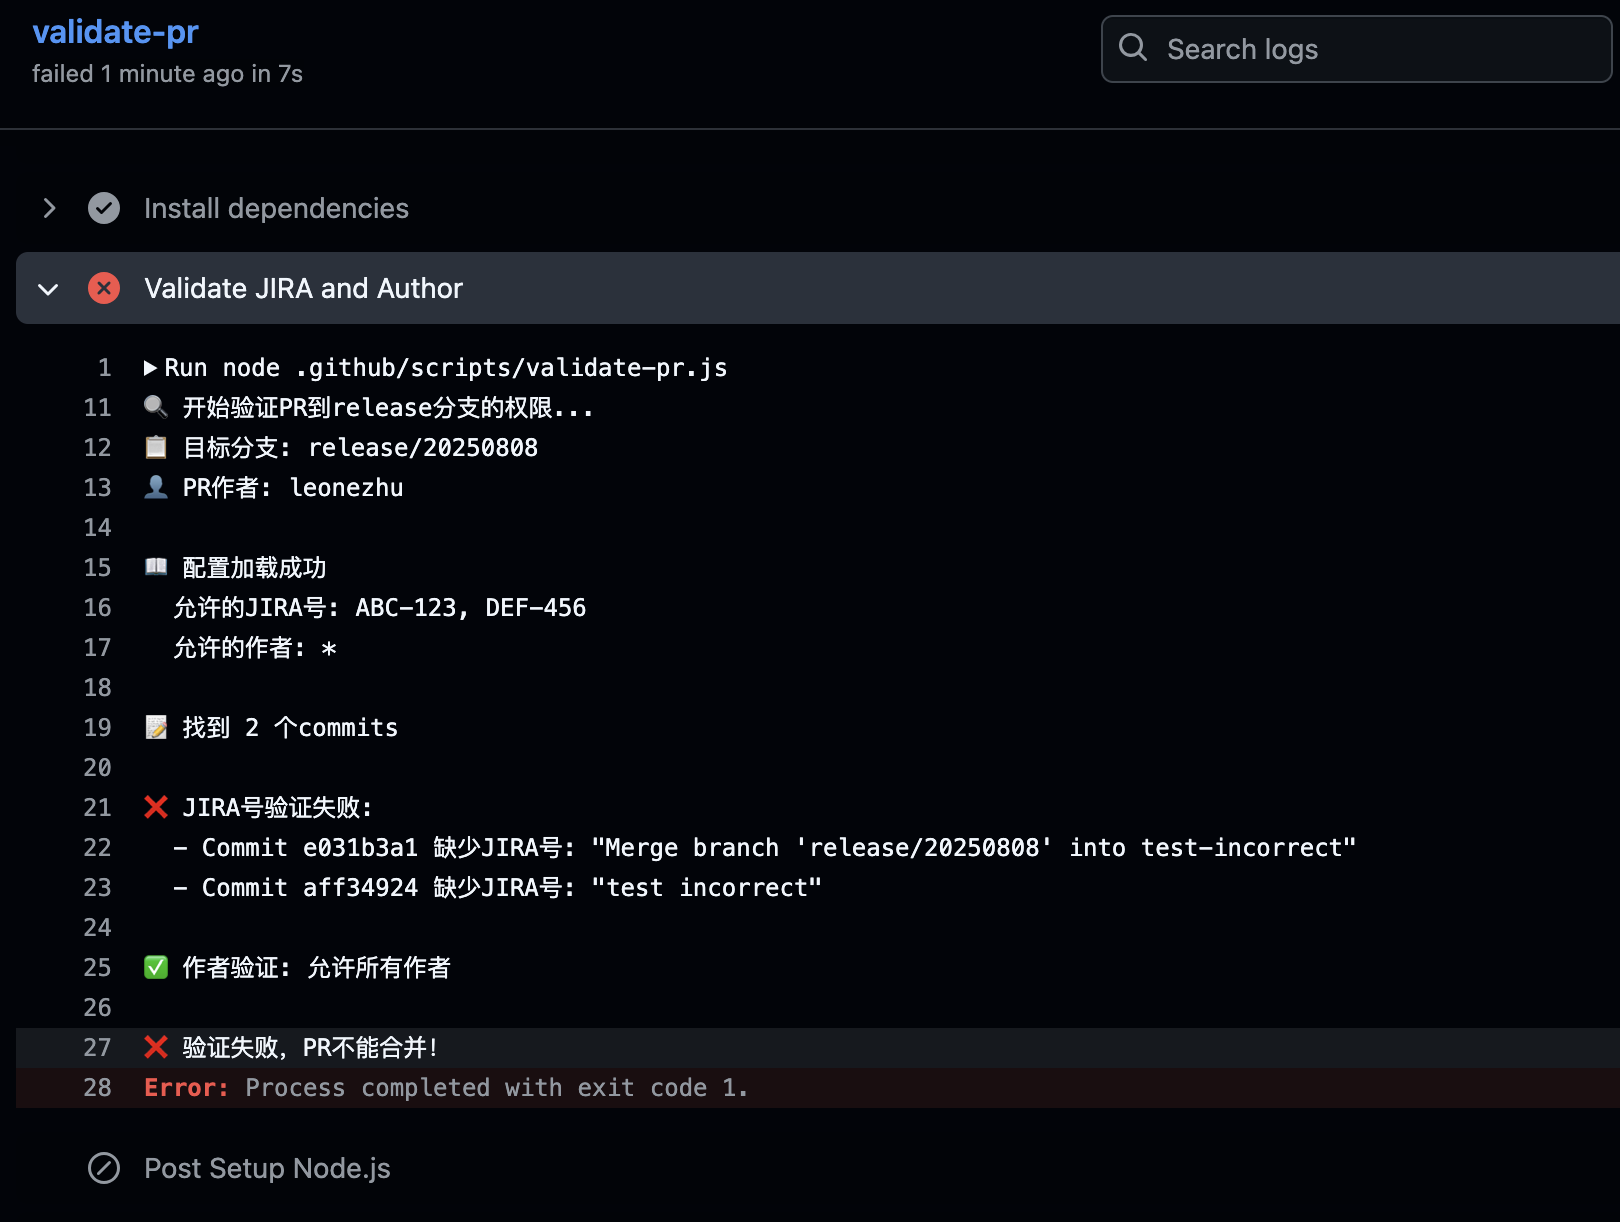 validate-pr
failed 1 minute ago in 7s
Search logs
Install dependencies
Validate JIRA and Author
1 ▶Run node .github/scripts/validate-pr.js
11 🔍 开始验证PR到release分支的权限...
12 📋 目标分支: release/20250808
13 👤 PR作者: leonezhu
14
15 📖 配置加载成功
16 允许的JIRA号: ABC-123, DEF-456
17 允许的作者: *
18
19 📝 找到 2 个commits
20
21 ❌ JIRA号验证失败:
22 - Commit e031b3a1 缺少JIRA号: "Merge branch 'release/20250808' into test-incorrect"
23 - Commit aff34924 缺少JIRA号: "test incorrect"
24
25 ✅ 作者验证: 允许所有作者
26
27 ❌ 验证失败，PR不能合并！
28 Error: Process completed with exit code 1.
Post Setup Node.js